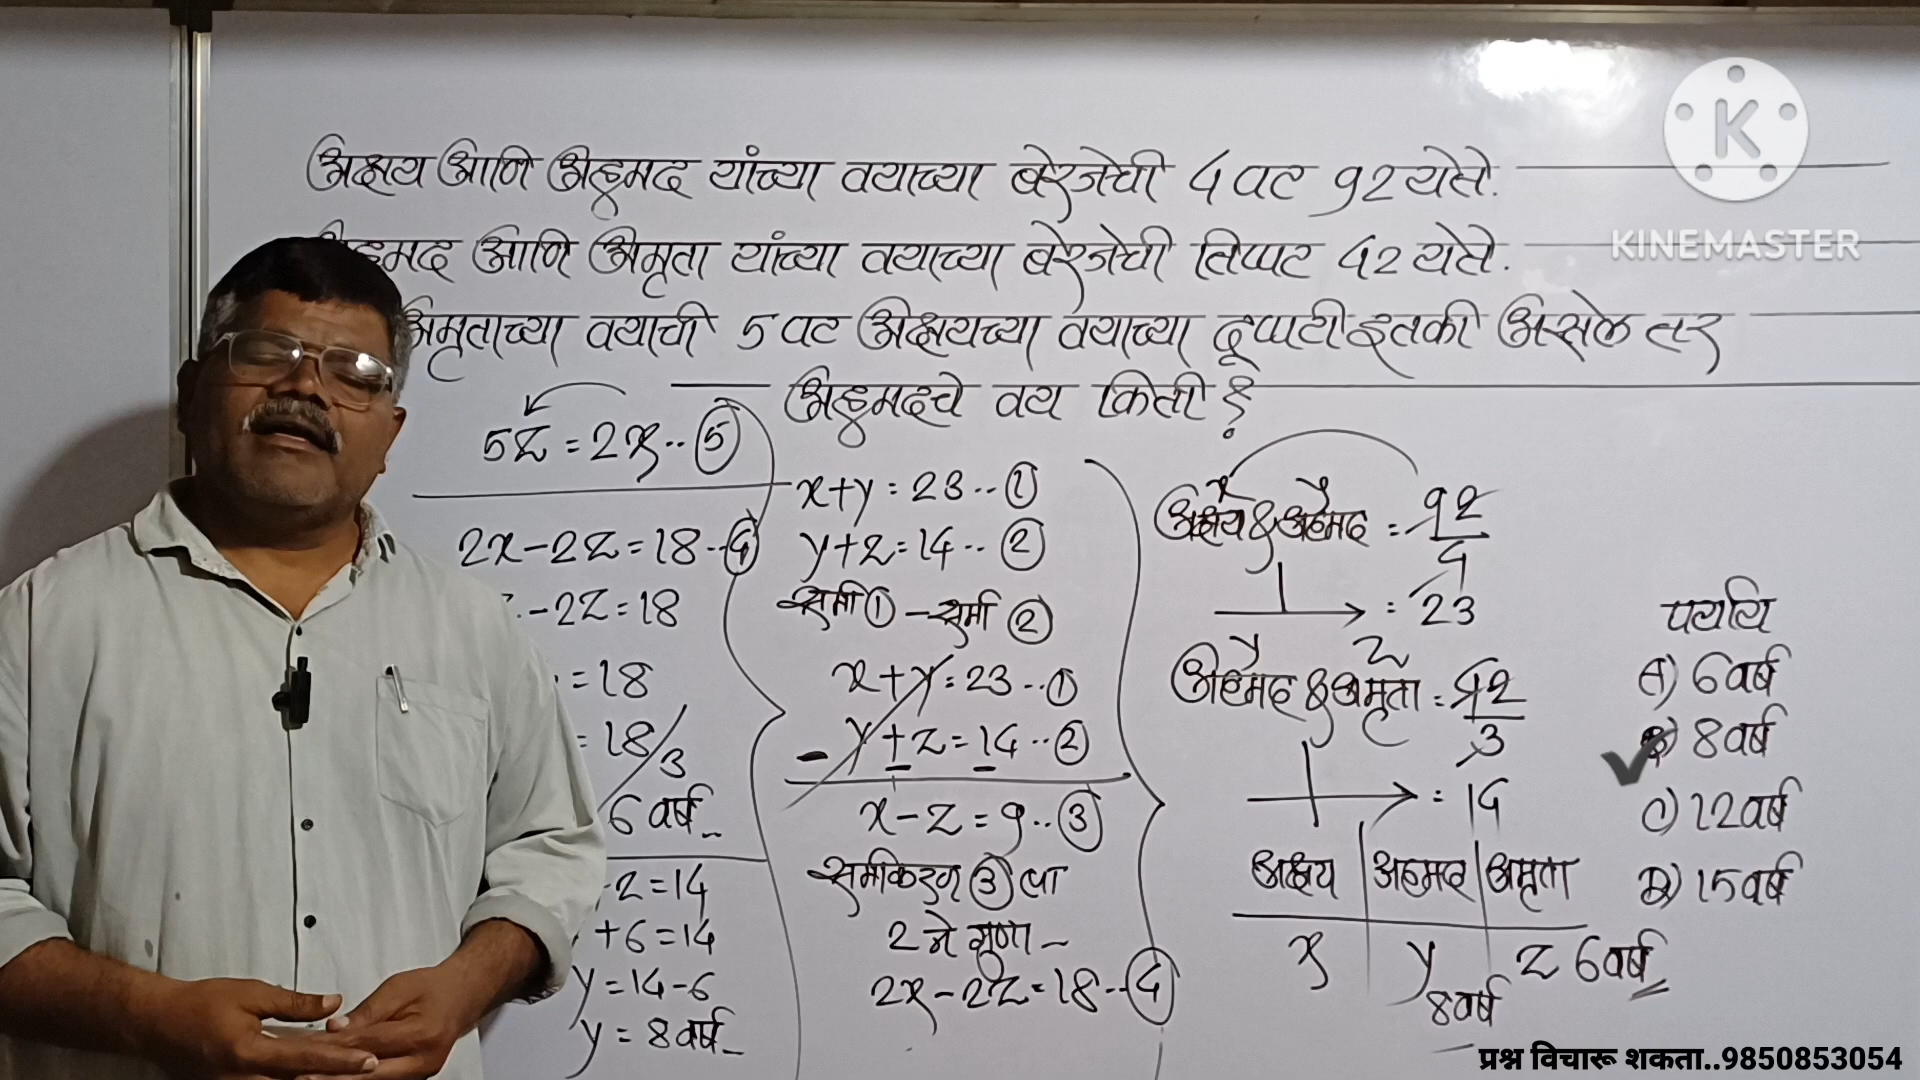 अक्षय आणि अहमद यांच्या वयाच्या बेरजेची 4 पट 92 येते.
अहमद आणि अमृता यांच्या वयाच्या बेरजेची तिप्पट 42 येते.
अमृताच्या वयाची 5 पट अक्षयच्या वयाच्या दूप्पटी इतकी असेल तर
अहमदचे वय किती?
5z = 2x .. (5)
2x - 2z = 18 .. (4)
- 2z = 18
= 18
= 18/3
6 वर्ष
z = 14
+ 6 = 14
y = 14 - 6
y = 8 वर्ष
x + y = 23 .. (1)
y + z = 14 .. (2)
समी (1) - समी (2)
x + y = 23 .. (1)
- y + z = 14 .. (2)
x - z = 9 .. (3)
समीकरण (3) ला
2 ने गुणा
2x - 2z = 18 .. (4)
x y
अक्षय & अहमद = 92/4
= 23
y z
अहमद & अमृता = 42/3
= 14
अक्षय | अहमद | अमृता
x y z 6 वर्ष
8 वर्ष
पर्याय
A) 6 वर्ष
B) 8 वर्ष
C) 12 वर्ष
D) 15 वर्ष
K
KINEMASTER
प्रश्न विचारू शकता..9850853054